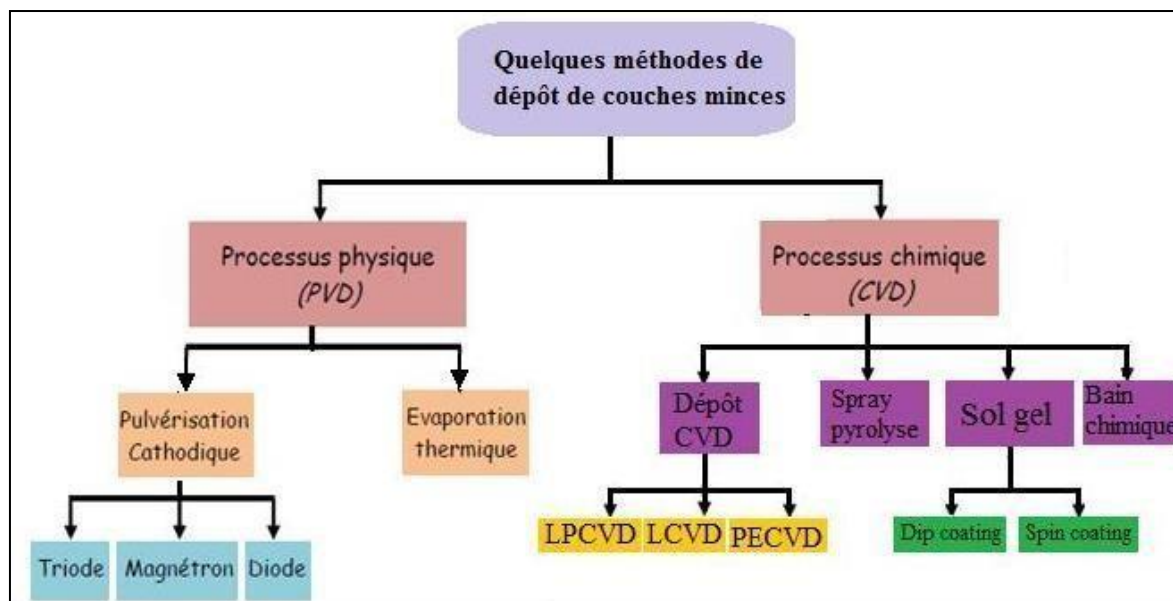 Quelques méthodes de
dépôt de couches minces
Processus physique
(PVD)
Processus chimique
(CVD)
Pulvérisation
Cathodique
Evaporation
thermique
Dépôt
CVD
Spray
pyrolyse
Sol gel
Bain
chimique
Triode
Magnétron
Diode
LPCVD
LCVD
PECVD
Dip coating
Spin coating